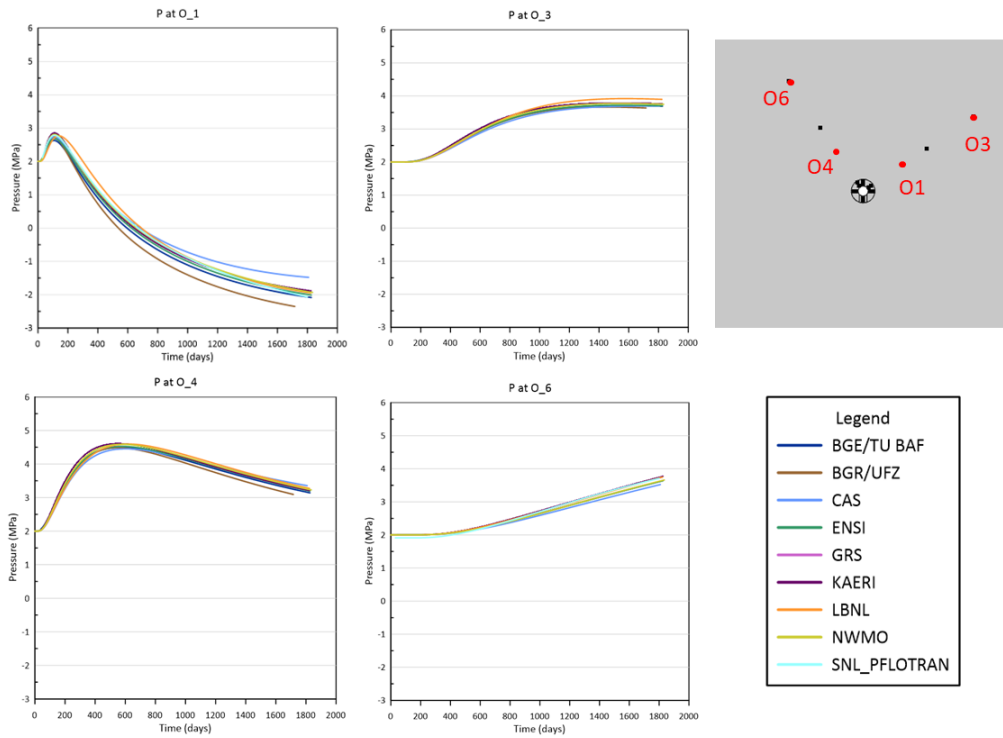 P at O_1
6
5
4
3
2
1
0
-1
-2
-3
Pressure (MPa)
0 200 400 600 800 1000 1200 1400 1600 1800 2000
Time (days)
P at O_3
6
5
4
3
2
1
0
-1
-2
-3
Pressure (MPa)
0 200 400 600 800 1000 1200 1400 1600 1800 2000
Time (days)
O6
O3
O4
O1
P at O_4
6
5
4
3
2
1
0
-1
-2
-3
Pressure (MPa)
0 200 400 600 800 1000 1200 1400 1600 1800 2000
Time (days)
P at O_6
6
5
4
3
2
1
0
-1
-2
-3
Pressure (MPa)
0 200 400 600 800 1000 1200 1400 1600 1800 2000
Time (days)
Legend
BGE/TU BAF
BGR/UFZ
CAS
ENSI
GRS
KAERI
LBNL
NWMO
SNL_PFLOTRAN